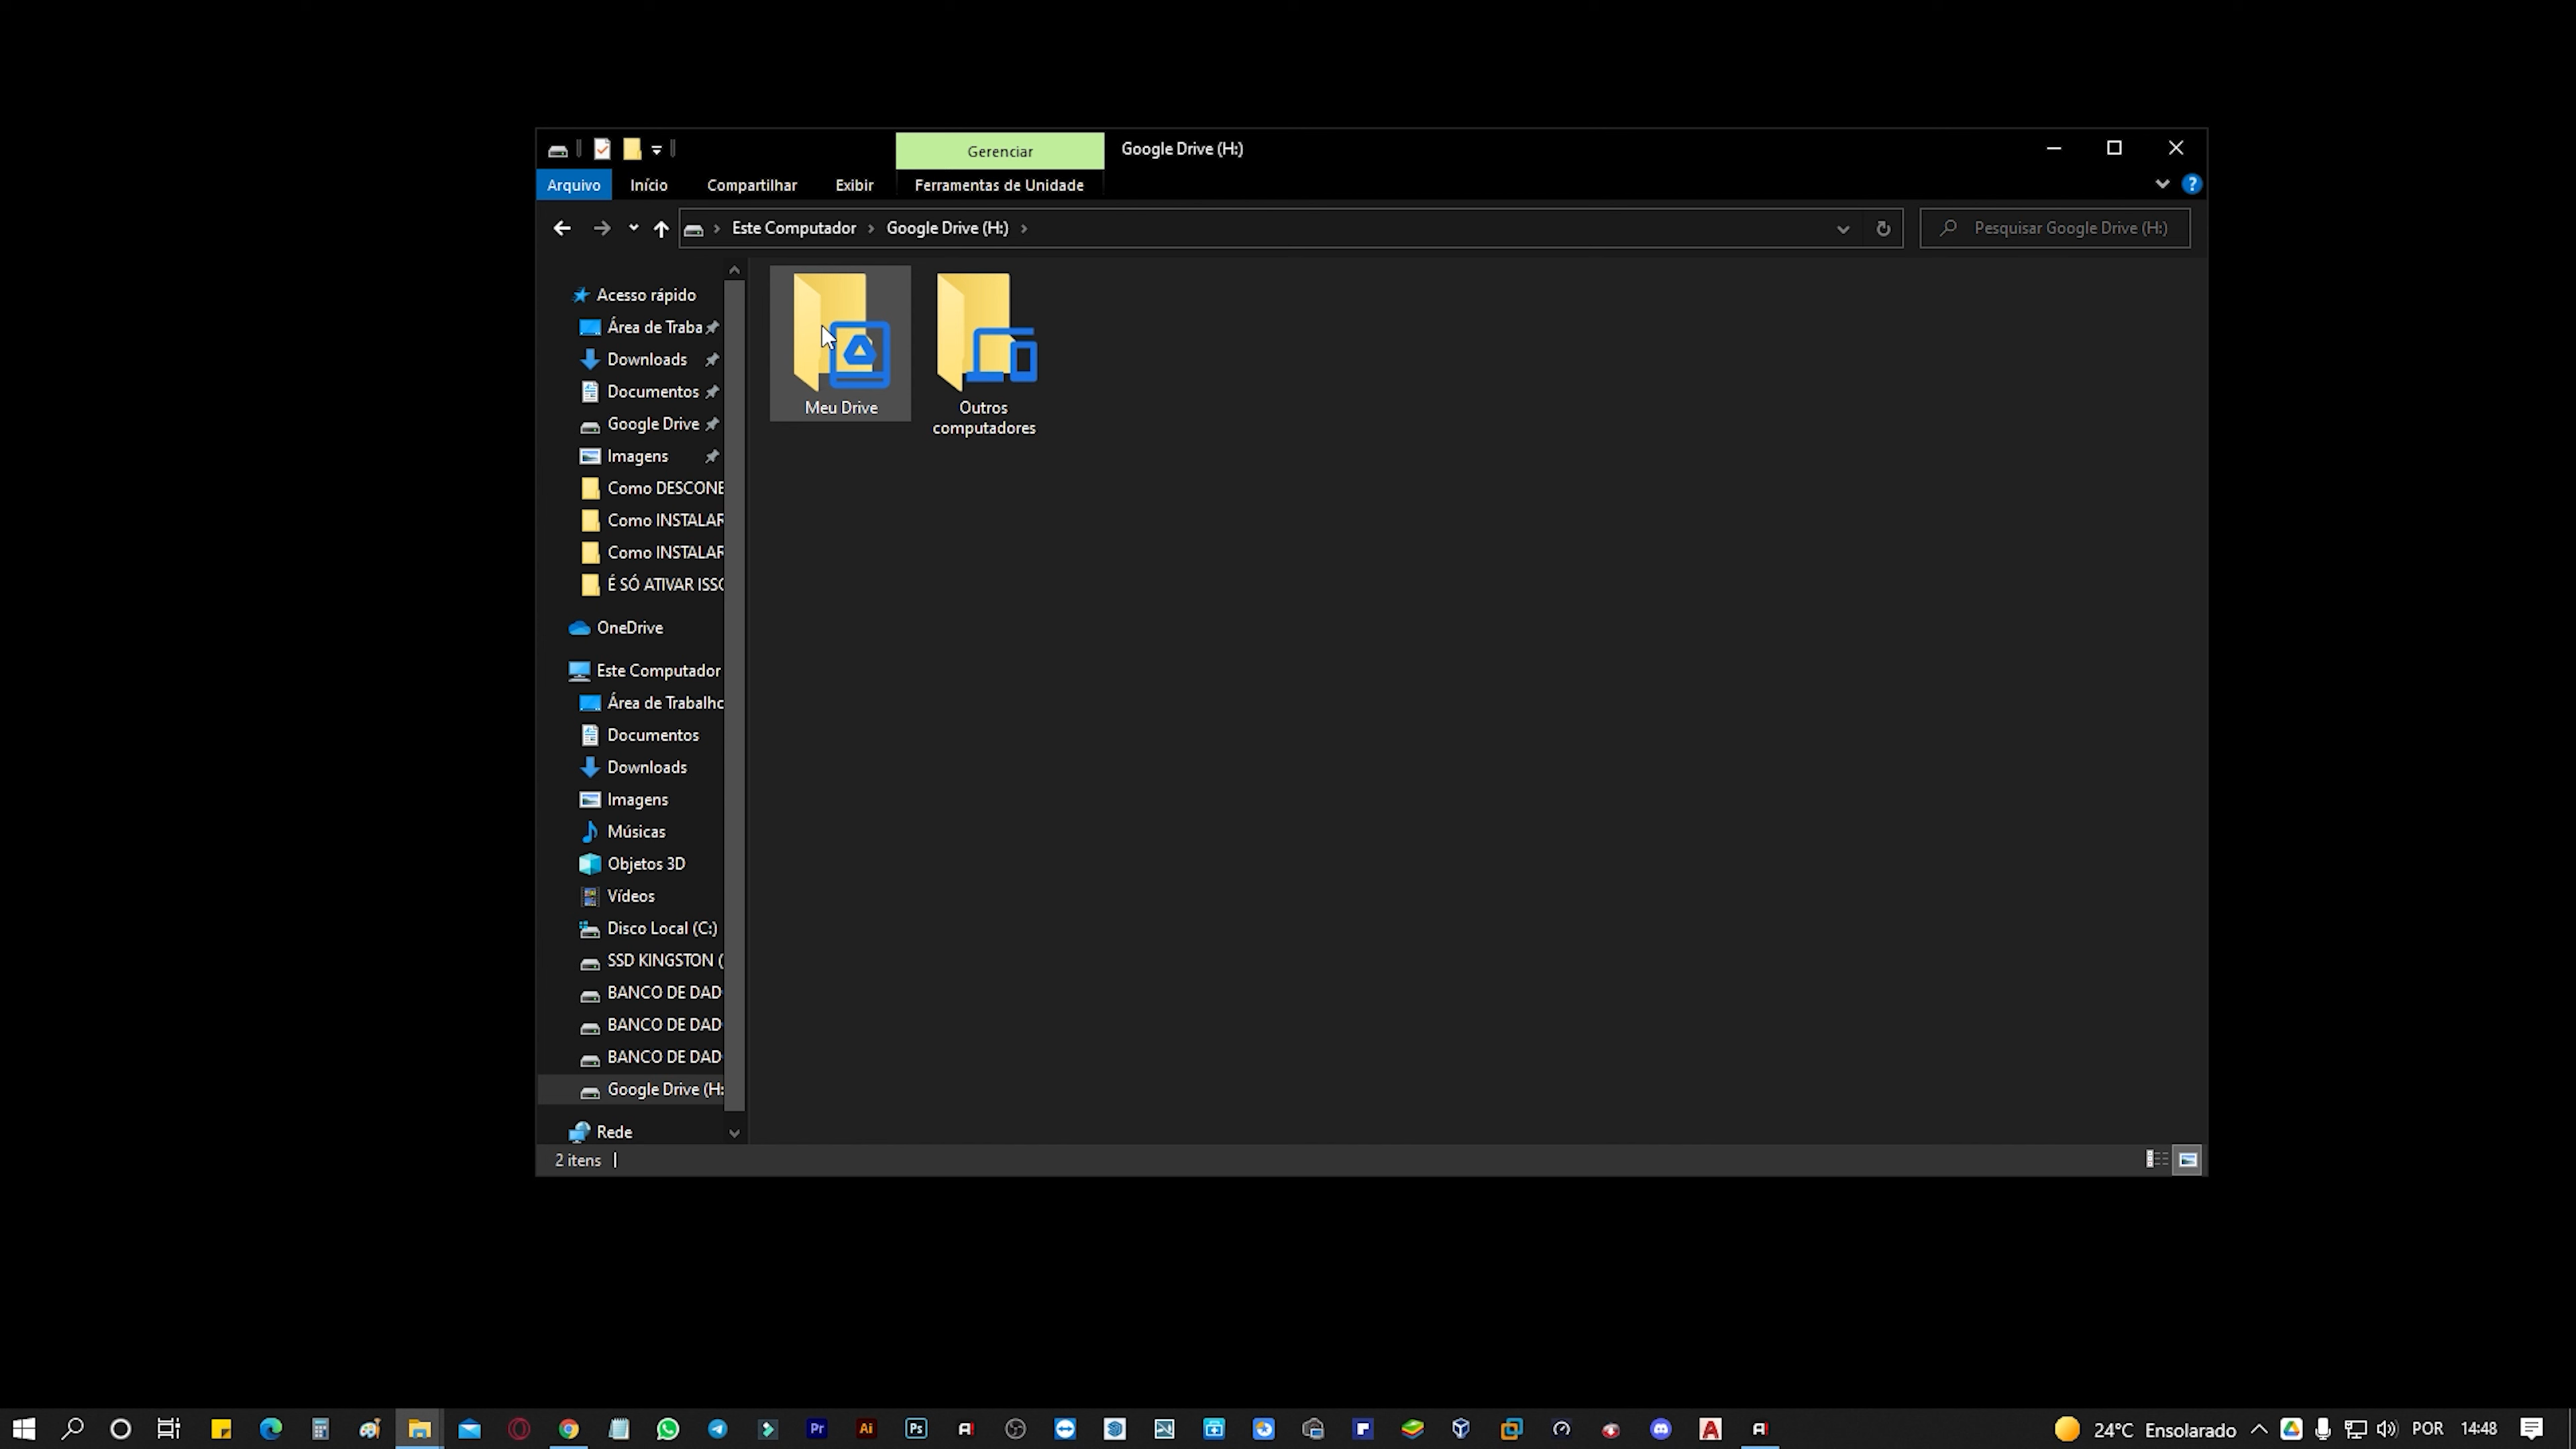 Gerenciar
Google Drive (H:)
Arquivo
Início
Compartilhar
Exibir
Ferramentas de Unidade
Este Computador
Google Drive (H:)
Pesquisar Google Drive (H:)
Acesso rápido
Área de Traba
Downloads
Documentos
Google Drive
Imagens
Como DESCONE
Como INSTALAR
Como INSTALAR
É SÓ ATIVAR ISSO
OneDrive
Este Computador
Área de Trabalho
Documentos
Downloads
Imagens
Músicas
Objetos 3D
Vídeos
Disco Local (C:)
SSD KINGSTON (
BANCO DE DAD
BANCO DE DAD
BANCO DE DAD
Google Drive (H:
Rede
Meu Drive
Outros
computadores
2 itens
Pr
Ai
Ps
A!
A
A!
24°C Ensolarado
POR
14:48